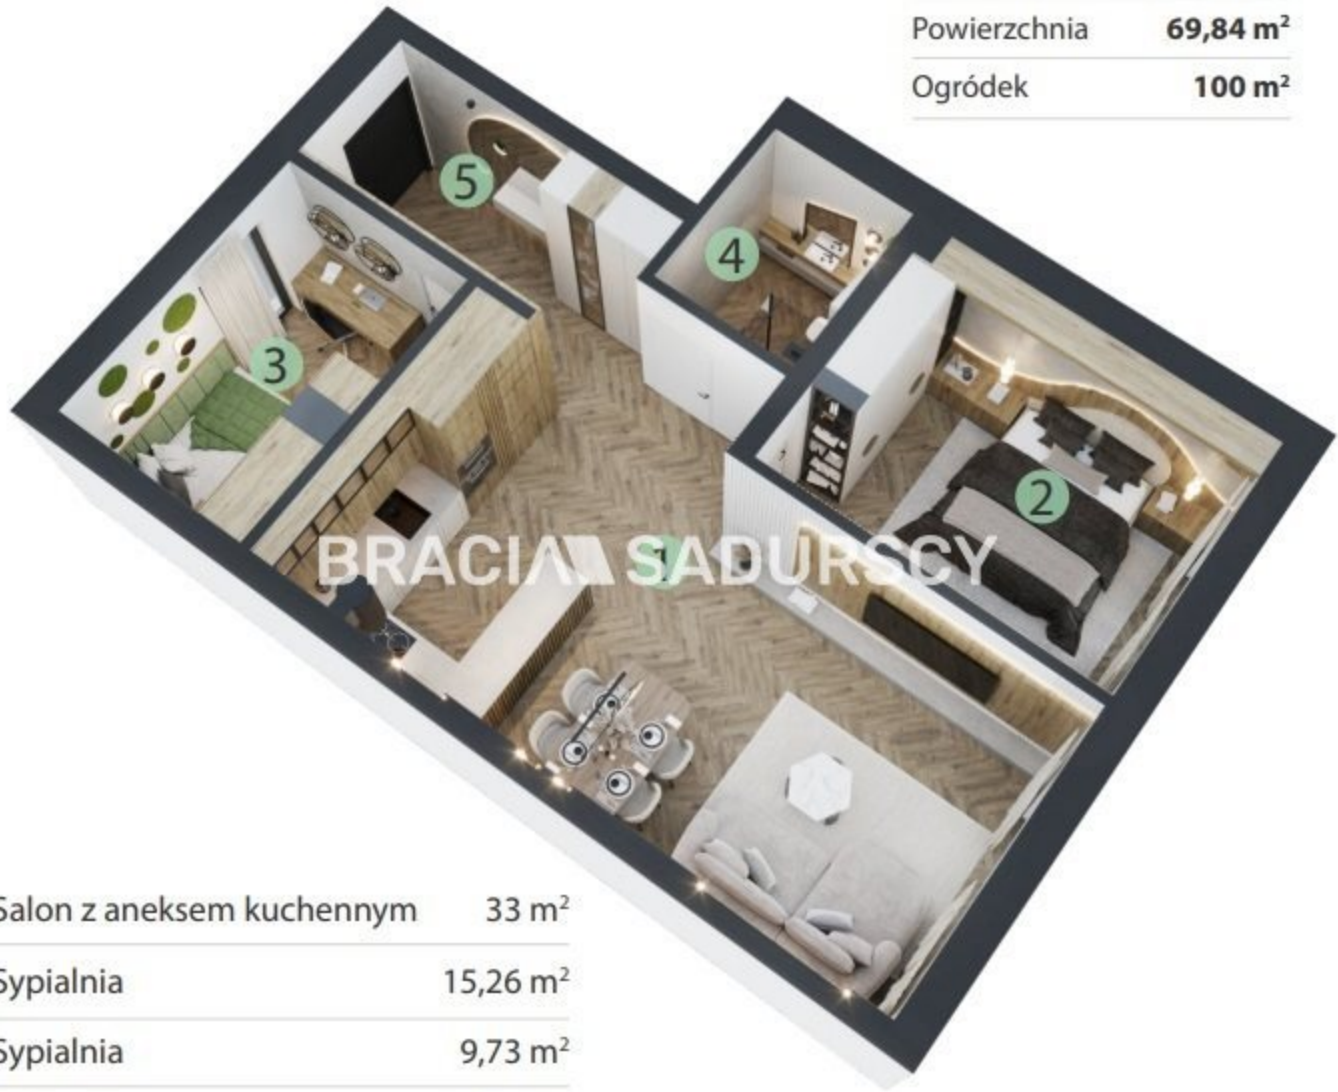 Powierzchnia 69,84 m²
Ogródek 100 m²
5
4
3
2
1
BRACIA SADURSCY
Salon z aneksem kuchennym 33 m²
Sypialnia 15,26 m²
Sypialnia 9,73 m²